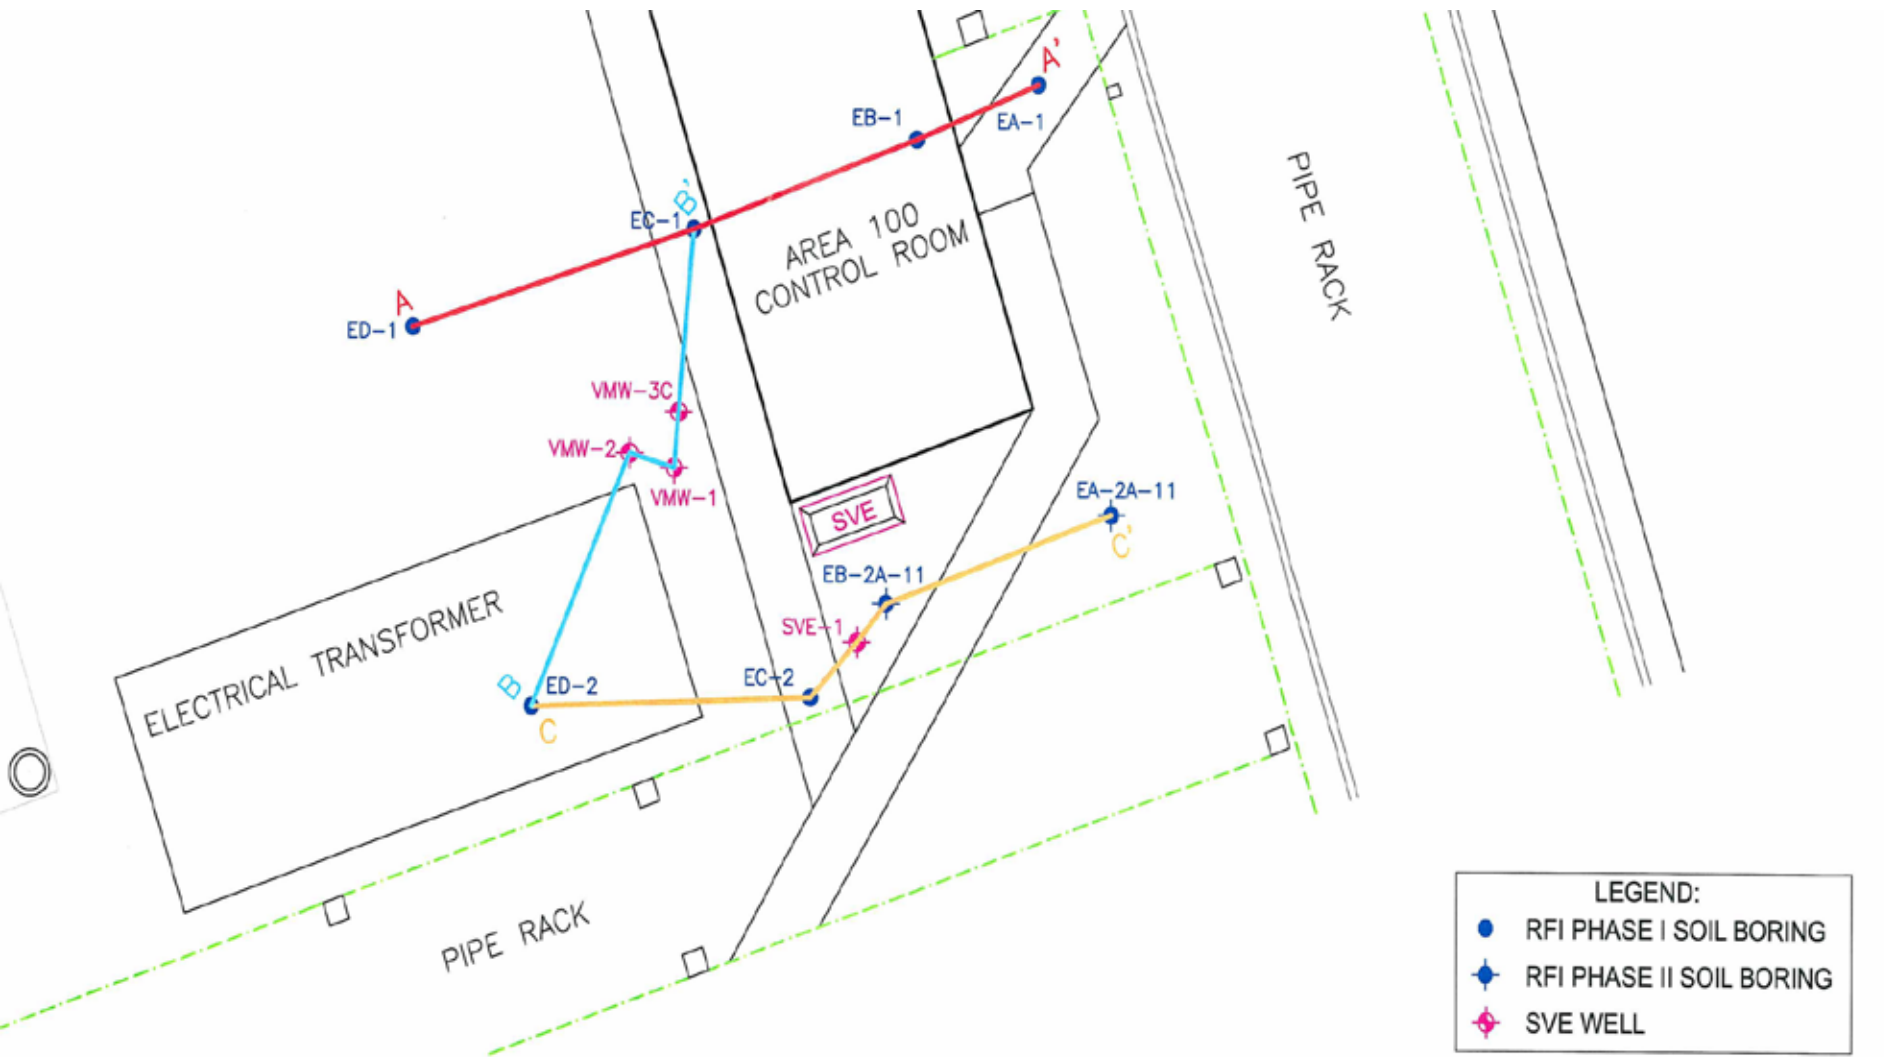 A'
EB-1
EA-1
PIPE RACK
B'
EC-1
AREA 100
CONTROL ROOM
A
ED-1
VMW-3C
VMW-2
VMW-1
EA-2A-11
SVE
C'
EB-2A-11
ELECTRICAL TRANSFORMER
SVE-1
EC-2
B
ED-2
C
PIPE RACK
LEGEND:
RFI PHASE I SOIL BORING
RFI PHASE II SOIL BORING
SVE WELL